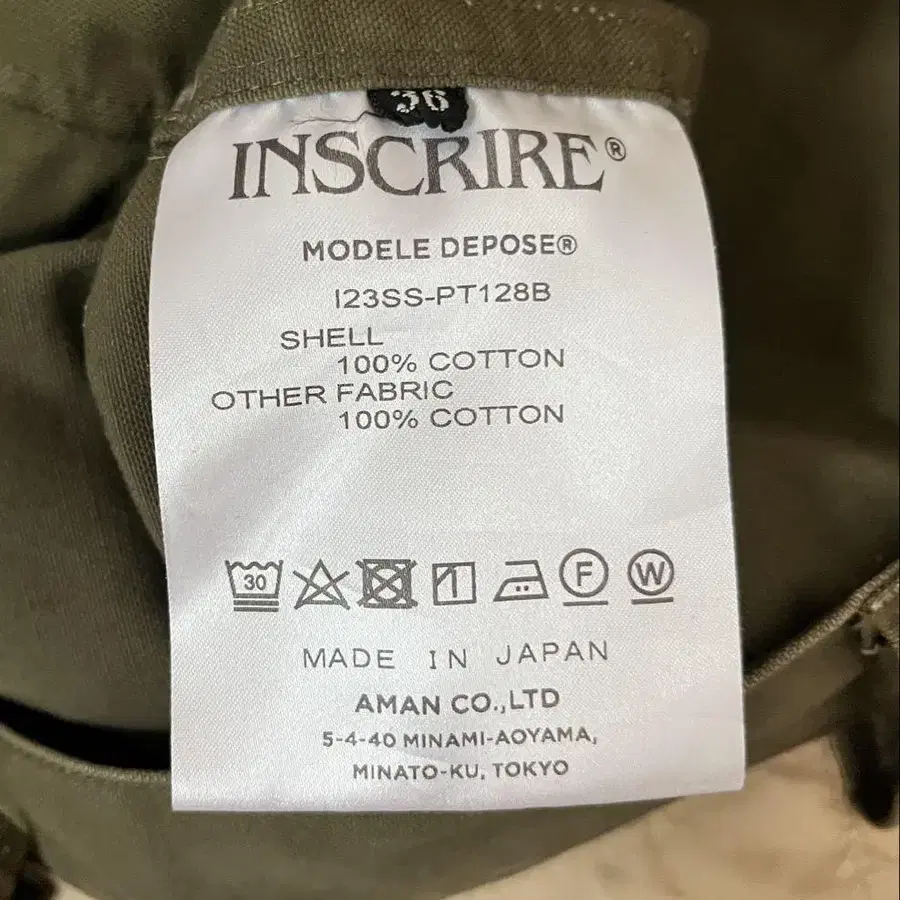 36
INSCRIRE®
MODELE DEPOSE®
I23SS-PT128B
SHELL
100% COTTON
OTHER FABRIC
100% COTTON
30 F W
MADE IN JAPAN
AMAN CO.,LTD
5-4-40 MINAMI-AOYAMA,
MINATO-KU, TOKYO